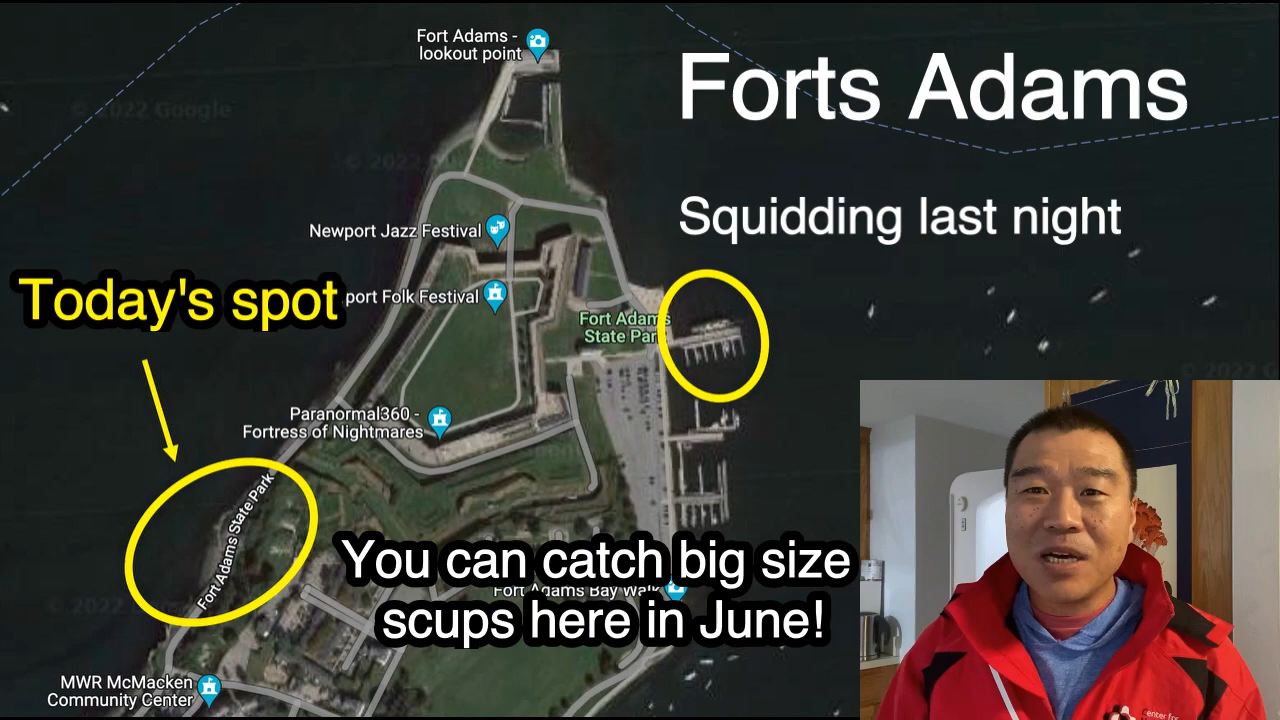 Fort Adams -
lookout point
Forts Adams
© 2022 Google
© 2022
Squidding last night
Newport Jazz Festival
Today's spot
port Folk Festival
Fort Adams
State Park
Paranormal360 -
Fortress of Nightmares
Fort Adams State Park
You can catch big size
Fort Adams Bay Walk
scups here in June!
© 2022
MWR McMacken
Community Center
enter for